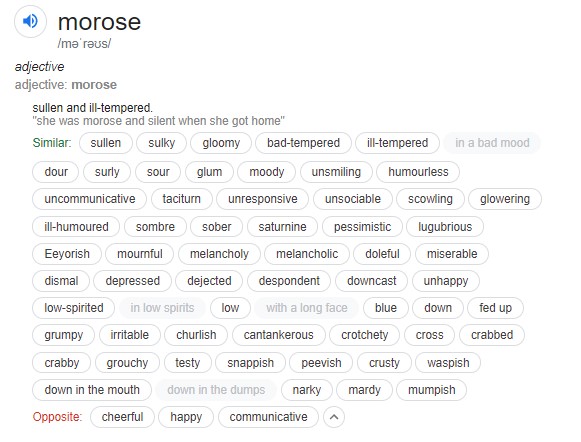 morose
/məˈrəʊs/
adjective
adjective: morose
sullen and ill-tempered.
"she was morose and silent when she got home"
Similar: sullen sulky gloomy bad-tempered ill-tempered in a bad mood
dour surly sour glum moody unsmiling humourless
uncommunicative taciturn unresponsive unsociable scowling glowering
ill-humoured sombre sober saturnine pessimistic lugubrious
Eeyorish mournful melancholy melancholic doleful miserable
dismal depressed dejected despondent downcast unhappy
low-spirited in low spirits low with a long face blue down fed up
grumpy irritable churlish cantankerous crotchety cross crabbed
crabby grouchy testy snappish peevish crusty waspish
down in the mouth down in the dumps narky mardy mumpish
Opposite: cheerful happy communicative